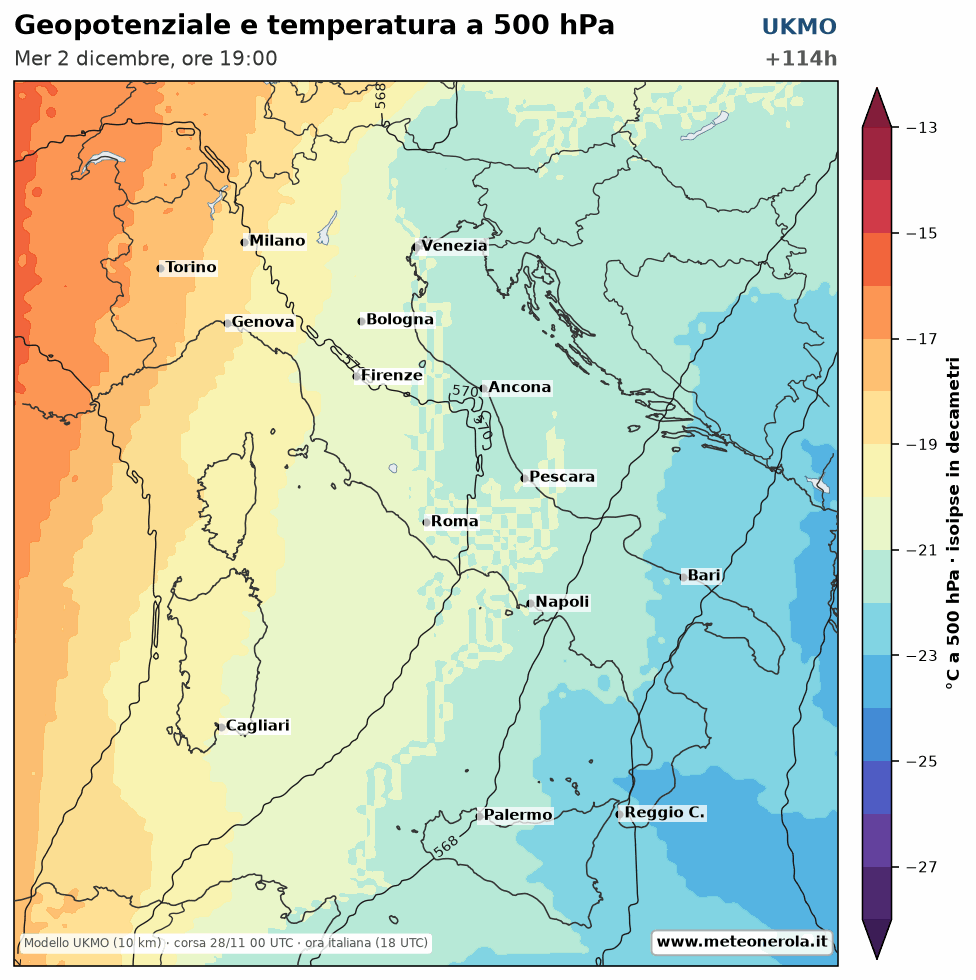 Geopotenziale e temperatura a 500 hPa
UKMO
Mer 2 dicembre, ore 19:00
+114h
568
Milano
Venezia
Torino
Genova
Bologna
Firenze
570
Ancona
570
Pescara
Roma
Bari
Napoli
Cagliari
Palermo
Reggio C.
568
Modello UKMO (10 km) · corsa 28/11 00 UTC · ora italiana (18 UTC)
www.meteonerola.it
−13
−15
−17
−19
−21
−23
−25
−27
°C a 500 hPa · isoipse in decametri